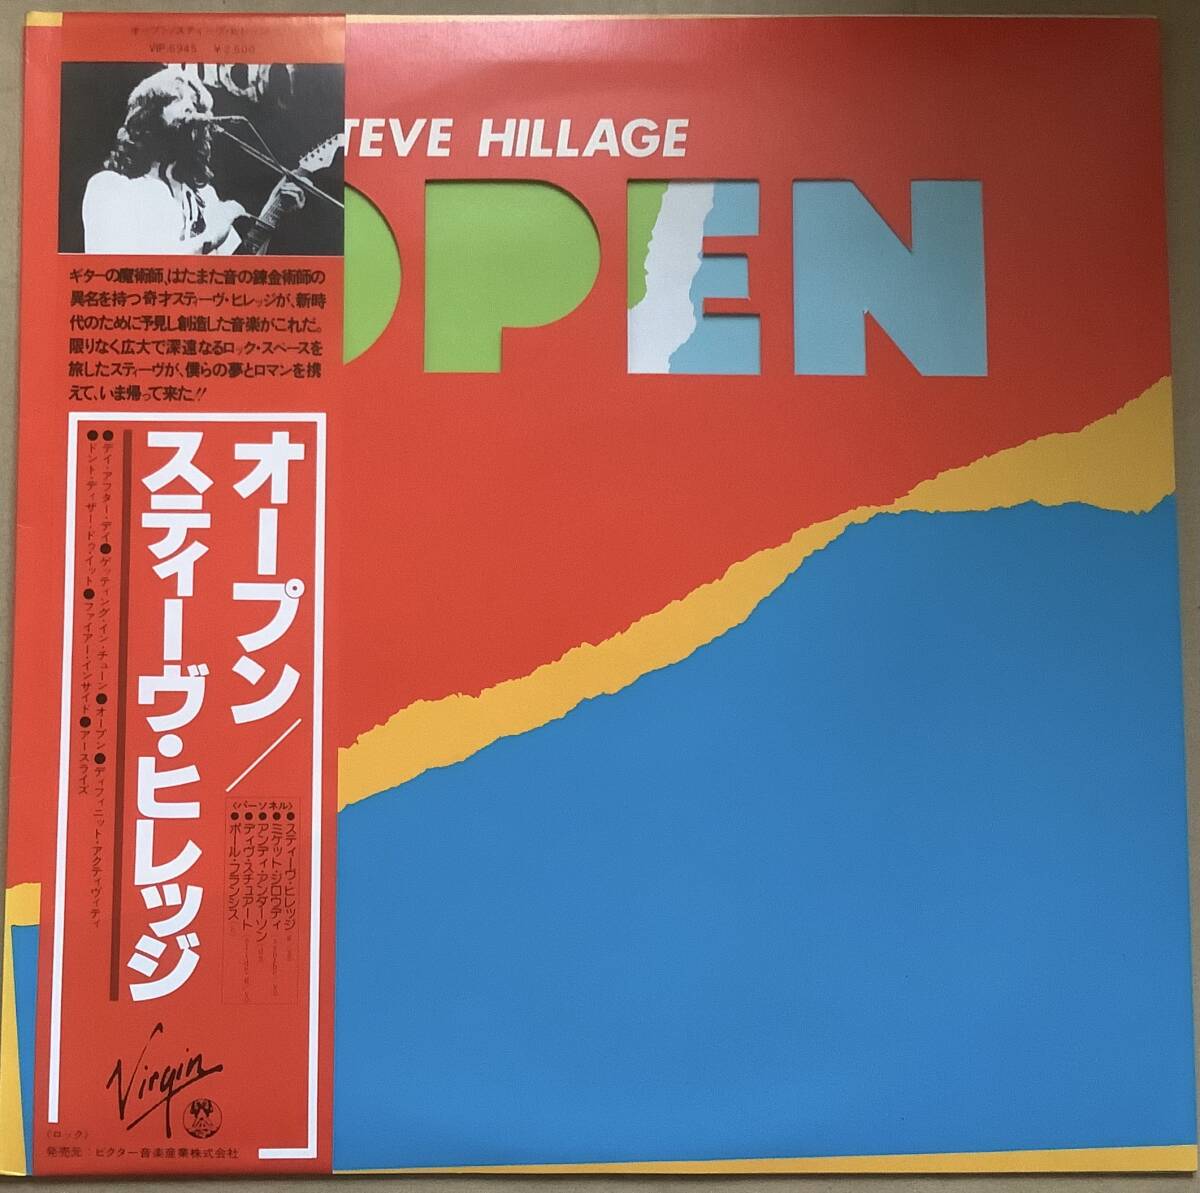 オープン/スティーヴ・ヒレッジ
VIP-6945 ¥2,500
TEVE HILLAGE
OPEN
ギターの魔術師、はたまた音の錬金術師の
異名を持つ奇才スティーヴ・ヒレッジが、新時
代のために予見し創造した音楽がこれだ。
限りなく広大で深遠なるロック・スペースを
旅したスティーヴが、僕らの夢とロマンを携
えて、いま帰って来た!!
オープン/
スティーヴ・ヒレッジ
●デイ・アフター・デイ●ゲッティング・イン・チューン●オープン●ディフィニット・アクティヴィティ
●ドント・ディザー・ドゥ・イット●ファイアー・インサイド●アースライズ
〈パーソネル〉
●スティーヴ・ヒレッジ
●ミケット・ジロウディ
●アンディ・アンダーソン
●ディヴ・スチュアート
●ポール・フランシス
Virgin
〈ロック〉
発売元:ビクター音楽産業株式会社